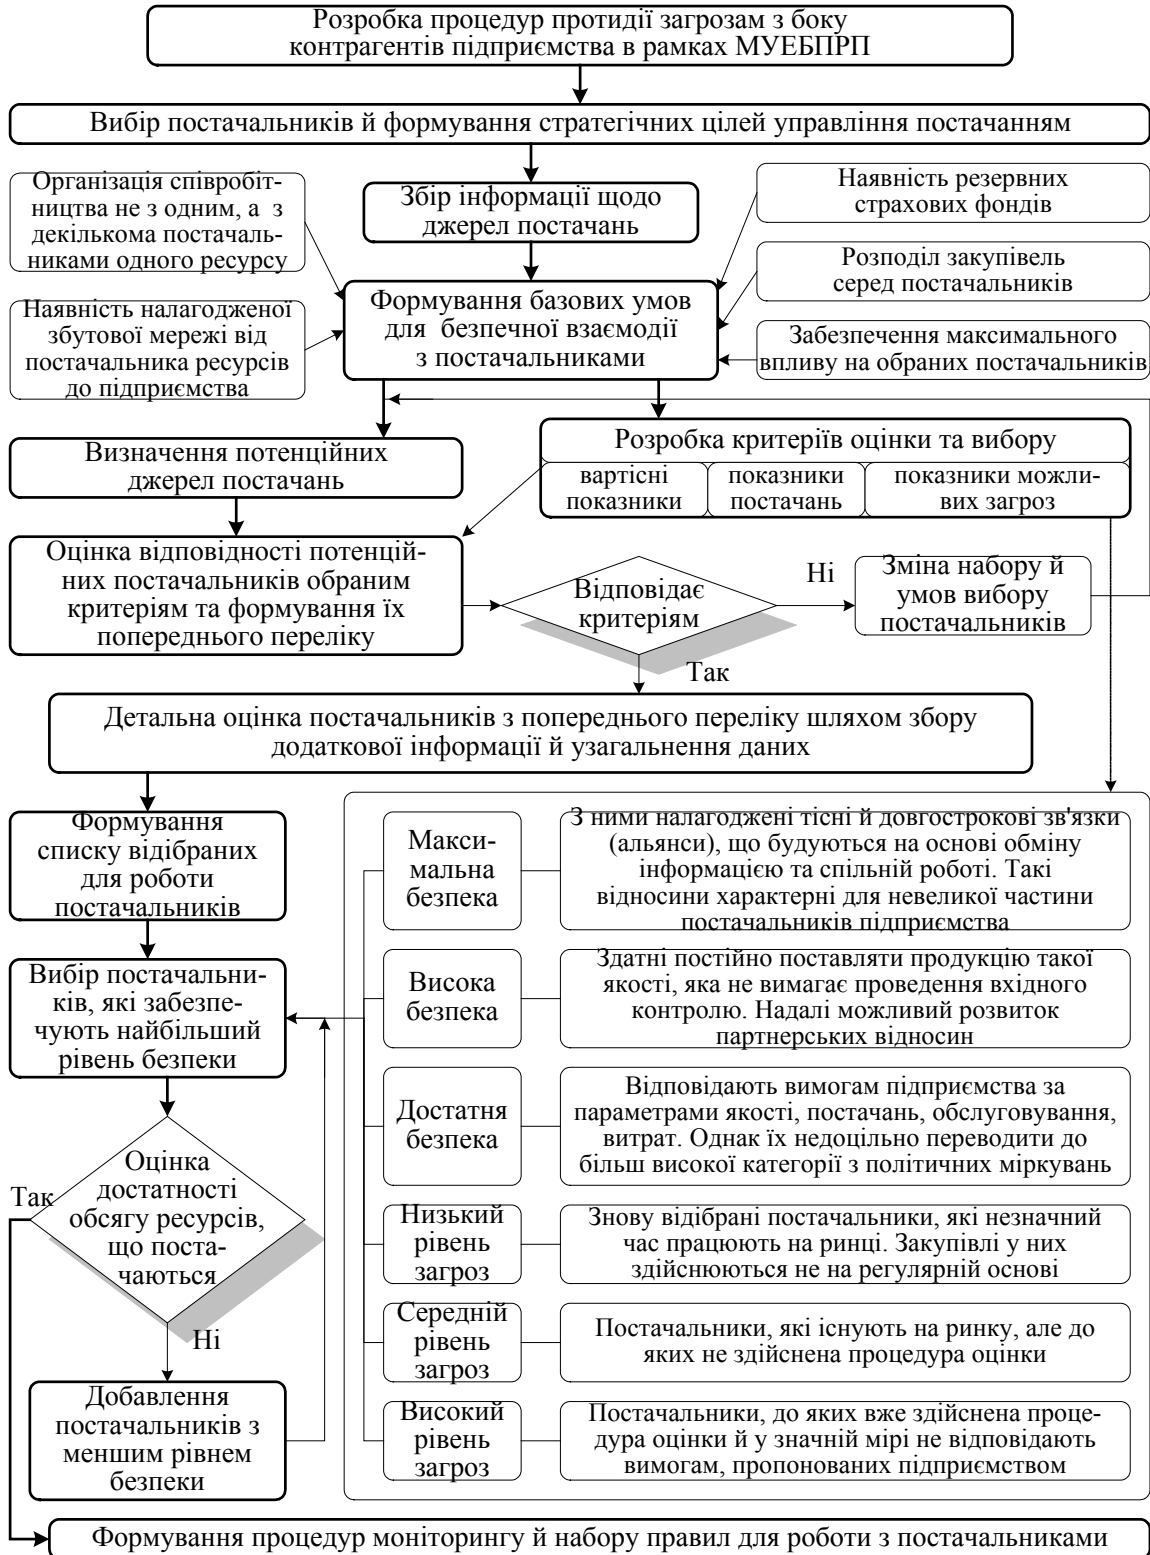 Розробка процедур протидії загрозам з боку
контрагентів підприємства в рамках МУЕБПРП
Вибір постачальників й формування стратегічних цілей управління постачанням
Організація співробіт-
ництва не з одним, а з
декількома постачаль-
никами одного ресурсу
Збір інформації щодо
джерел постачань
Наявність резервних
страхових фондів
Розподіл закупівель
серед постачальників
Наявність налагодженої
збутової мережі від
постачальника ресурсів
до підприємства
Формування базових умов
для безпечної взаємодії
з постачальниками
Забезпечення максимального
впливу на обраних постачальників
Визначення потенційних
джерел постачань
Розробка критеріїв оцінки та вибору
вартісні
показники
показники
постачань
показники можли-
вих загроз
Оцінка відповідності потенцій-
них постачальників обраним
критеріям та формування їх
попереднього переліку
Відповідає
критеріям
Ні
Зміна набору й
умов вибору
постачальників
Так
Детальна оцінка постачальників з попереднього переліку шляхом збору
додаткової інформації й узагальнення даних
Формування
списку відібраних
для роботи
постачальників
Макси-
мальна
безпека
З ними налагоджені тісні й довгострокові зв'язки
(альянси), що будуються на основі обміну
інформацією та спільній роботі. Такі
відносини характерні для невеликої частини
постачальників підприємства
Вибір постачальни-
ків, які забезпе-
чують найбільший
рівень безпеки
Висока
безпека
Здатні постійно поставляти продукцію такої
якості, яка не вимагає проведення вхідного
контролю. Надалі можливий розвиток
партнерських відносин
Достатня
безпека
Відповідають вимогам підприємства за
параметрами якості, постачань, обслуговування,
витрат. Однак їх недоцільно переводити до
більш високої категорії з політичних міркувань
Так
Оцінка
достатності
обсягу ресурсів,
що поста-
чаються
Низький
рівень
загроз
Знову відібрані постачальники, які незначний
час працюють на ринці. Закупівлі у них
здійснюються не на регулярній основі
Ні
Середній
рівень
загроз
Постачальники, які існують на ринку, але до
яких не здійснена процедура оцінки
Добавлення
постачальників з
меншим рівнем
безпеки
Високий
рівень
загроз
Постачальники, до яких вже здійснена проце-
дура оцінки й у значній мірі не відповідають
вимогам, пропонованих підприємством
Формування процедур моніторингу й набору правил для роботи з постачальниками